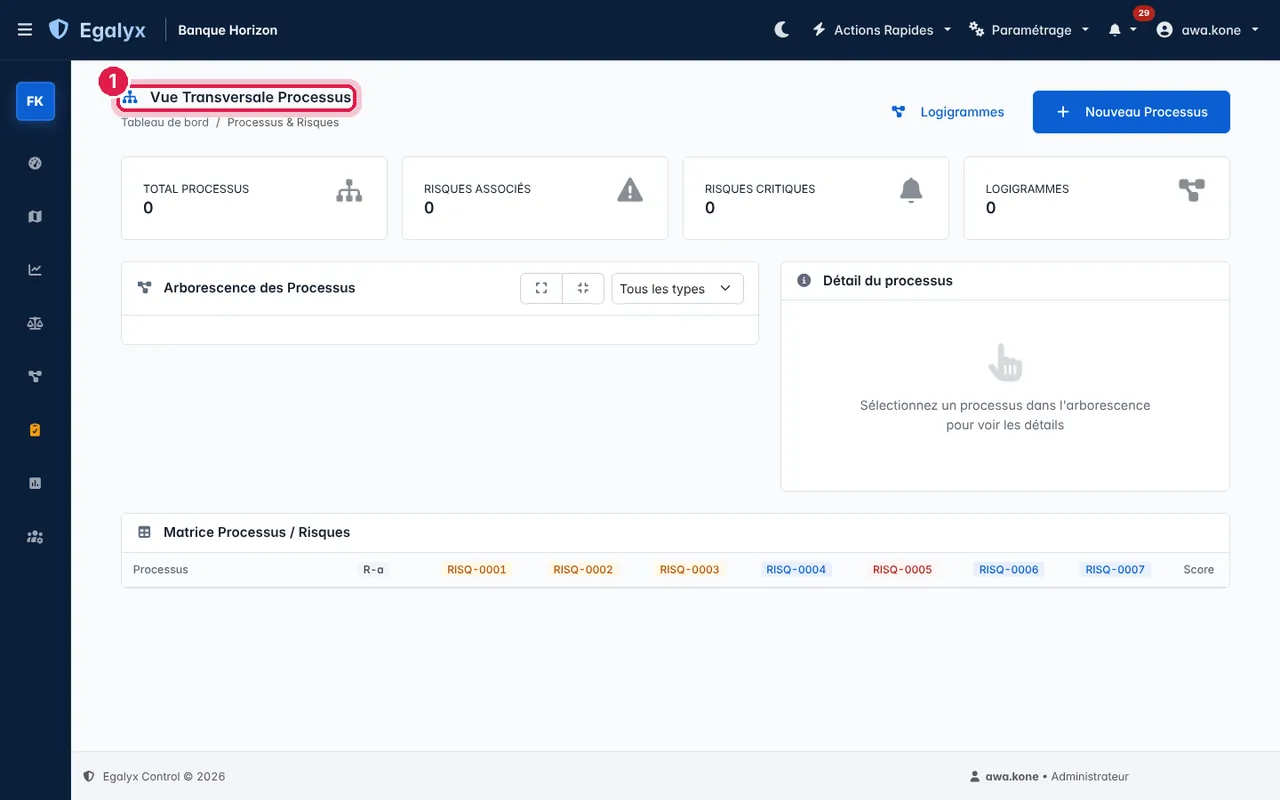 Egalyx
Banque Horizon
Actions Rapides
Paramétrage
29
awa.kone
FK
1
Vue Transversale Processus
Tableau de bord / Processus & Risques
Logigrammes
+ Nouveau Processus
TOTAL PROCESSUS
0
RISQUES ASSOCIÉS
0
RISQUES CRITIQUES
0
LOGIGRAMMES
0
Arborescence des Processus
Tous les types
Détail du processus
Sélectionnez un processus dans l'arborescence
pour voir les détails
Matrice Processus / Risques
Processus R-a RISQ-0001 RISQ-0002 RISQ-0003 RISQ-0004 RISQ-0005 RISQ-0006 RISQ-0007 Score
Egalyx Control © 2026
awa.kone • Administrateur